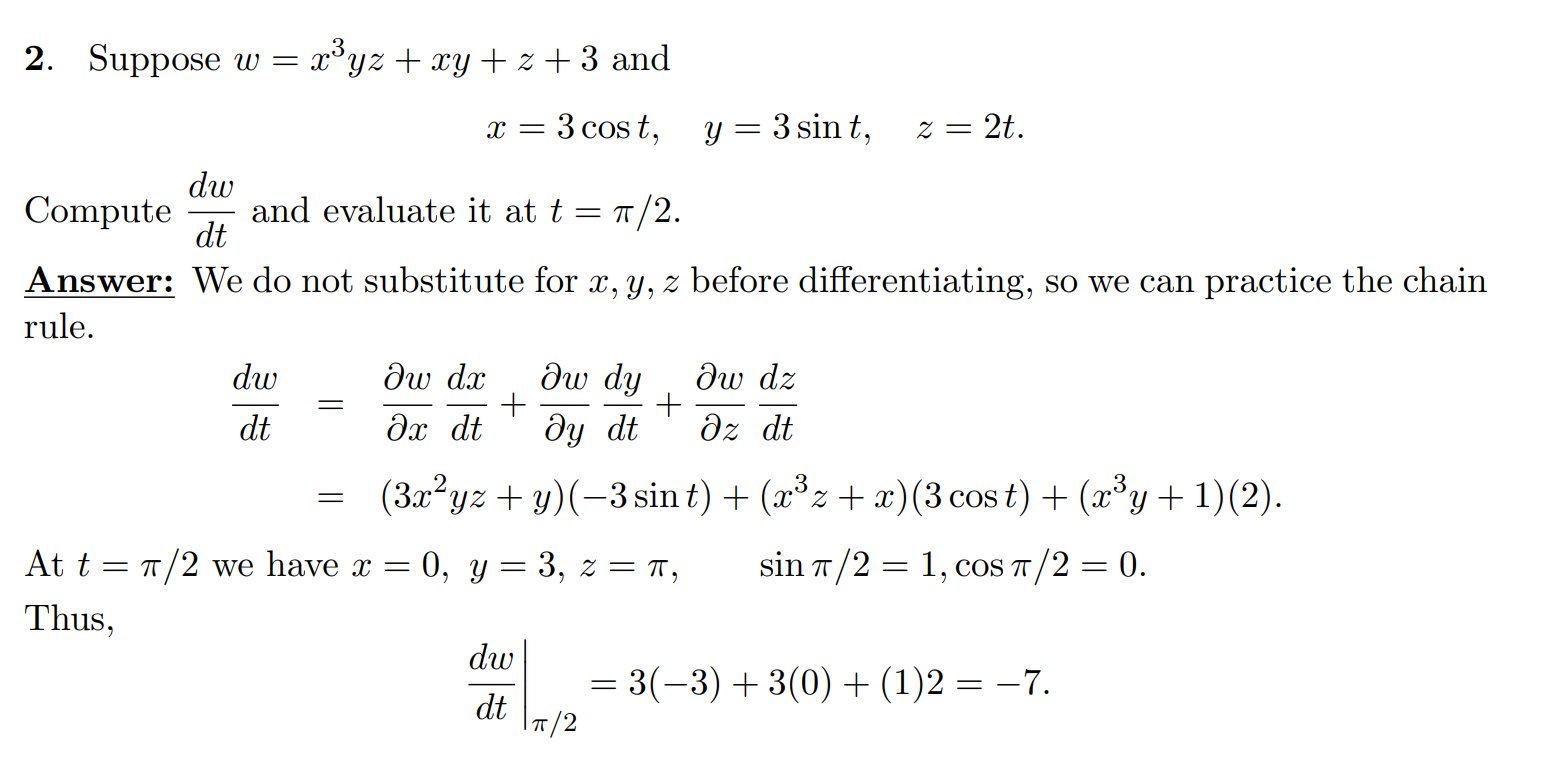 2. Suppose w = x³yz + xy + z + 3 and
x = 3 cos t, y = 3 sin t, z = 2t.
Compute dw/dt and evaluate it at t = π/2.
Answer: We do not substitute for x, y, z before differentiating, so we can practice the chain
rule.
dw/dt = ∂w/∂x dx/dt + ∂w/∂y dy/dt + ∂w/∂z dz/dt
= (3x²yz + y)(−3 sin t) + (x³z + x)(3 cos t) + (x³y + 1)(2).
At t = π/2 we have x = 0, y = 3, z = π, sin π/2 = 1, cos π/2 = 0.
Thus,
dw/dt|π/2 = 3(−3) + 3(0) + (1)2 = −7.